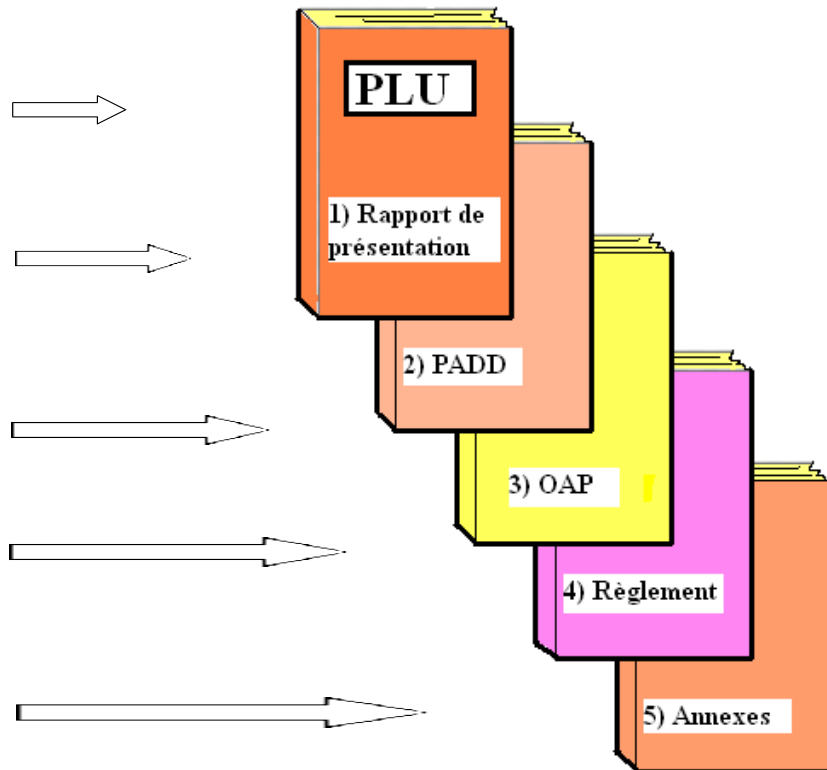 PLU
1) Rapport de
présentation
2) PADD
3) OAP
4) Règlement
5) Annexes